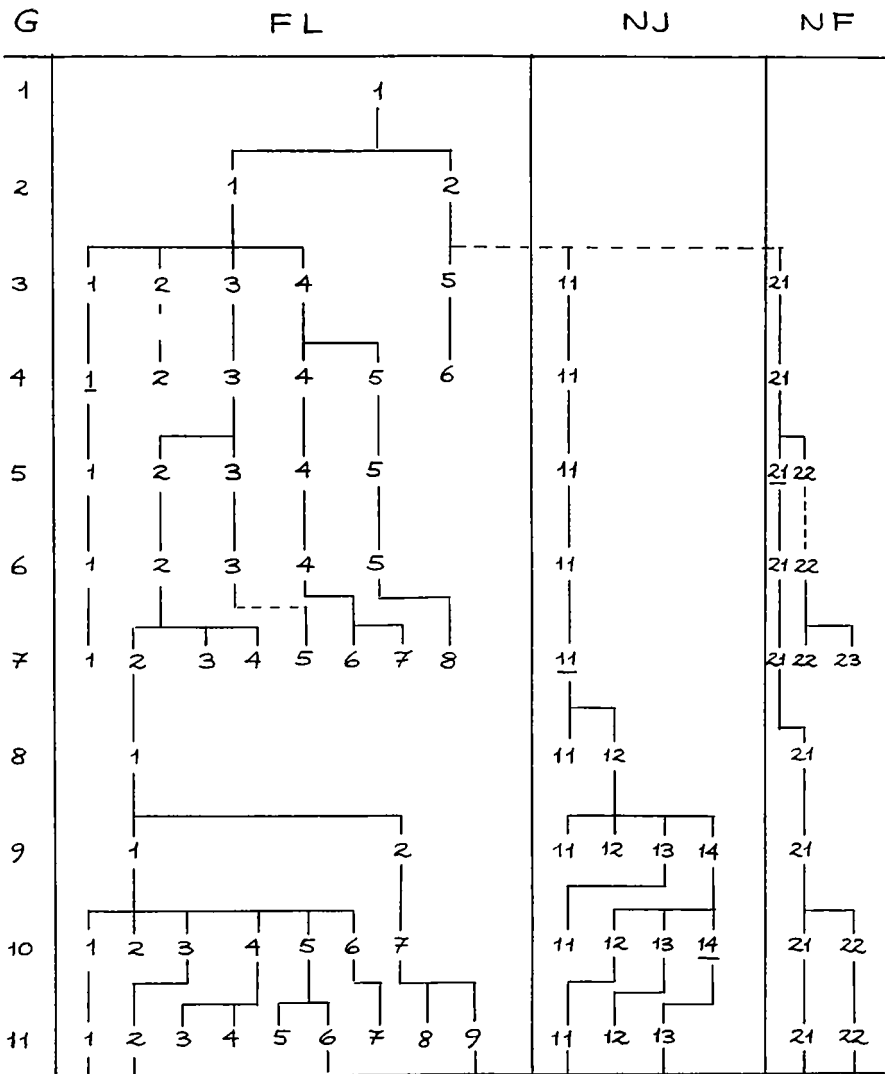 G FL NJ NF
1 1
2 1 2
3 1 2 3 4 5 11 21
4 1 2 3 4 5 6 11 21
5 1 2 3 4 5 11 21 22
6 1 2 3 4 5 11 21 22
7 1 2 3 4 5 6 7 8 11 21 22 23
8 1 11 12 21
9 1 2 11 12 13 14 21
10 1 2 3 4 5 6 7 11 12 13 14 21 22
11 1 2 3 4 5 6 7 8 9 11 12 13 21 22